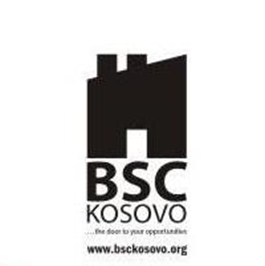 BSC
KOSOVO
....the door to your opportunities
www.bsckosovo.org